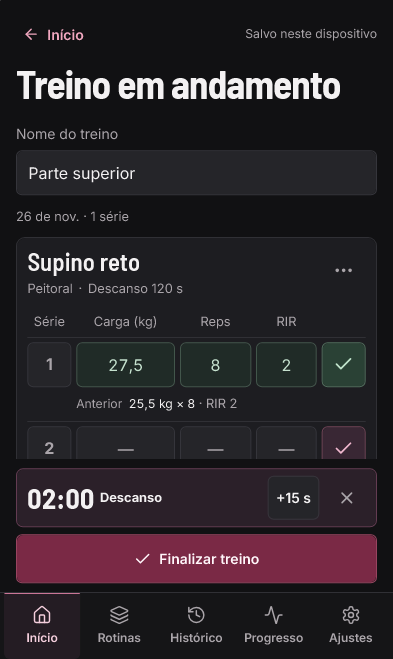 Início
Salvo neste dispositivo
Treino em andamento
Nome do treino
Parte superior
26 de nov. · 1 série
Supino reto
Peitoral · Descanso 120 s
Série Carga (kg) Reps RIR
1 27,5 8 2
Anterior 25,5 kg × 8 · RIR 2
2 — — —
02:00 Descanso +15 s
Finalizar treino
Início Rotinas Histórico Progresso Ajustes